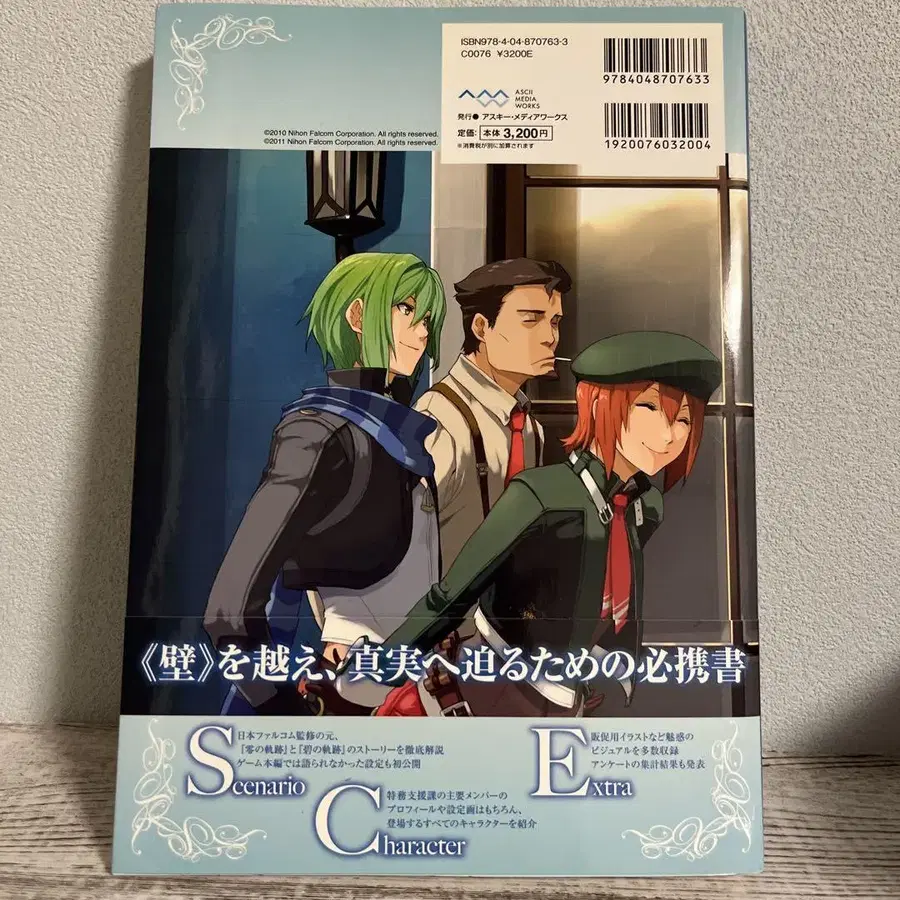 ISBN978-4-04-870763-3
C0076 ¥3200E
9784048707633
ASCII
MEDIA
WORKS
発行● アスキー・メディアワークス
定価:本体3,200円
※消費税が別に加算されます
1920076032004
©2010 Nihon Falcom Corporation. All rights reserved.
©2011 Nihon Falcom Corporation. All rights reserved.
《壁》を越え、真実へ迫るための必携書
Scenario
日本ファルコム監修の元、
『零の軌跡』と『碧の軌跡』のストーリーを徹底解説
ゲーム本編では語られなかった設定も初公開
Character
特務支援課の主要メンバーの
プロフィールや設定画はもちろん、
登場するすべてのキャラクターを紹介
Extra
販促用イラストなど魅惑の
ビジュアルを多数収録
アンケートの集計結果も発表